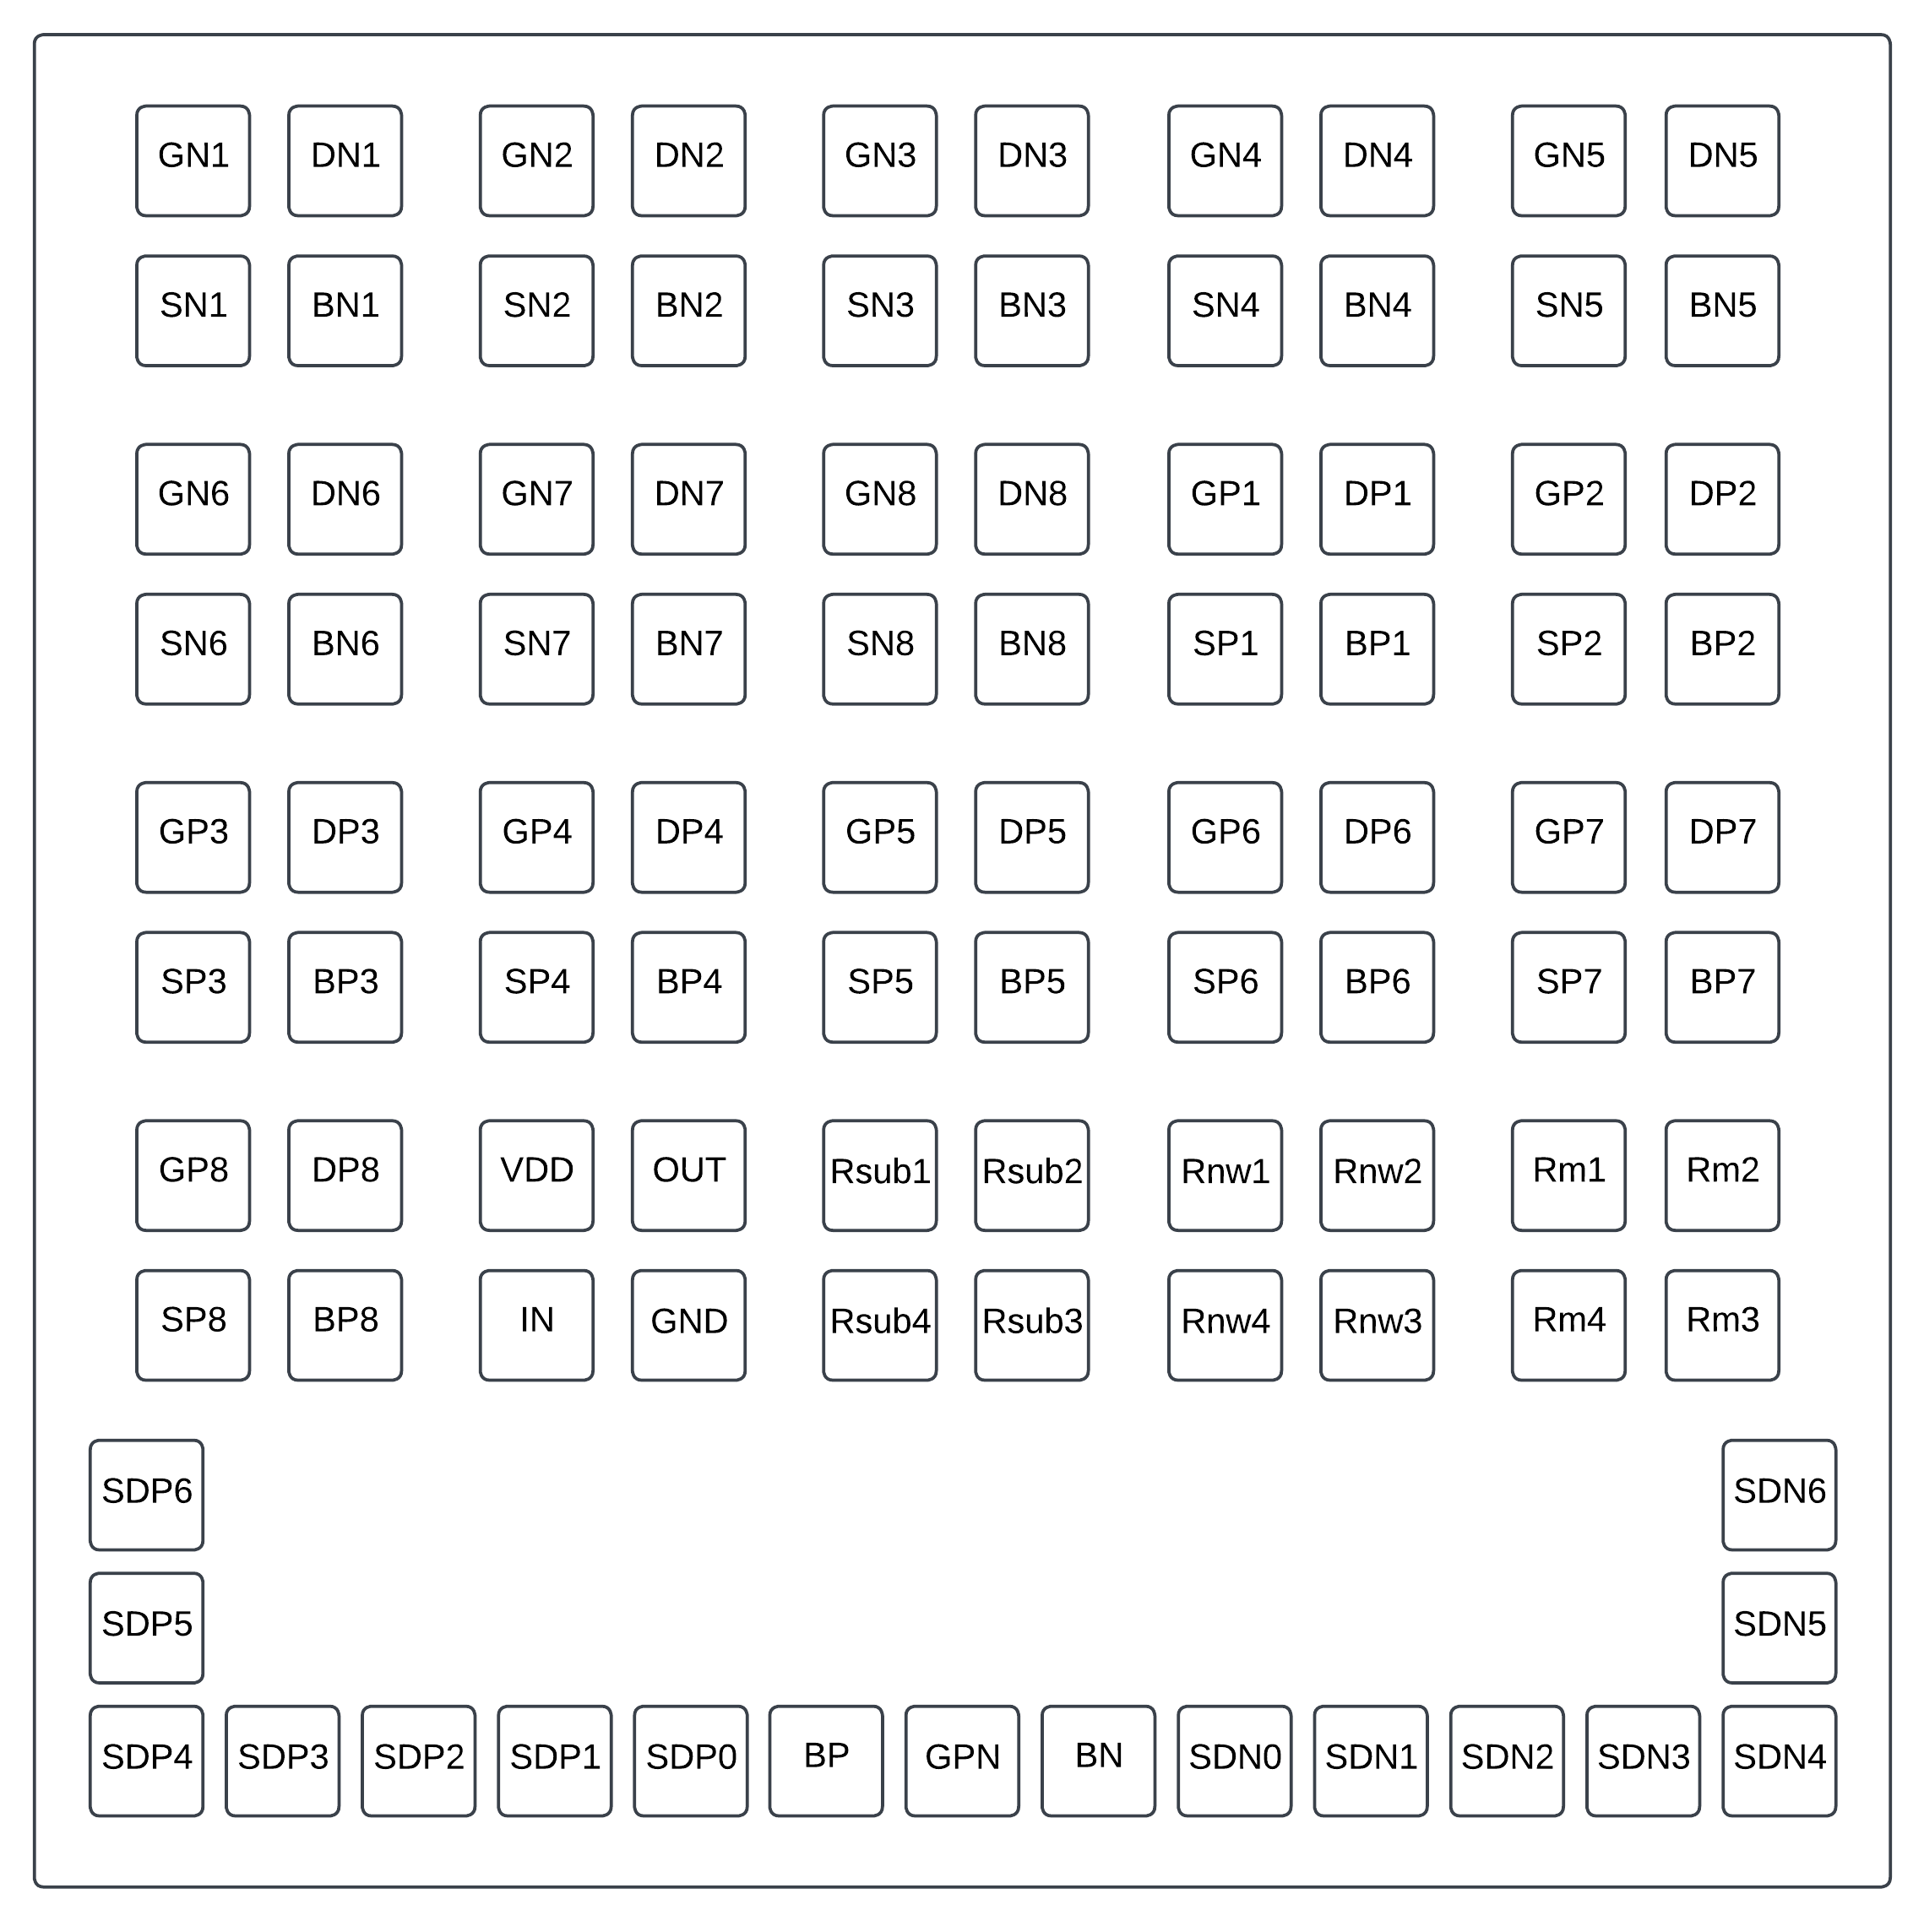 GN1 DN1 GN2 DN2 GN3 DN3 GN4 DN4 GN5 DN5
SN1 BN1 SN2 BN2 SN3 BN3 SN4 BN4 SN5 BN5
GN6 DN6 GN7 DN7 GN8 DN8 GP1 DP1 GP2 DP2
SN6 BN6 SN7 BN7 SN8 BN8 SP1 BP1 SP2 BP2
GP3 DP3 GP4 DP4 GP5 DP5 GP6 DP6 GP7 DP7
SP3 BP3 SP4 BP4 SP5 BP5 SP6 BP6 SP7 BP7
GP8 DP8 VDD OUT Rsub1 Rsub2 Rnw1 Rnw2 Rm1 Rm2
SP8 BP8 IN GND Rsub4 Rsub3 Rnw4 Rnw3 Rm4 Rm3
SDP6 SDN6
SDP5 SDN5
SDP4 SDP3 SDP2 SDP1 SDP0 BP GPN BN SDN0 SDN1 SDN2 SDN3 SDN4